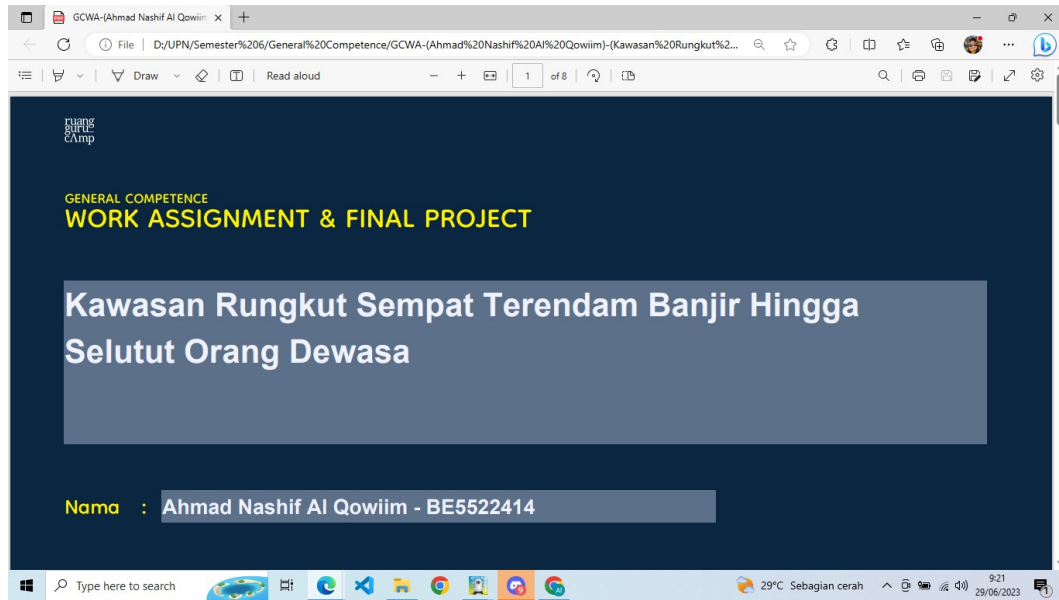 GCWA-(Ahmad Nashif Al Qowiim
File D:/UPN/Semester%206/General%20Competence/GCWA-(Ahmad%20Nashif%20Al%20Qowiim)-(Kawasan%20Rungkut%2...
Draw Read aloud 1 of 8
ruang
guru
cAmp
GENERAL COMPETENCE
WORK ASSIGNMENT & FINAL PROJECT
Kawasan Rungkut Sempat Terendam Banjir Hingga
Selutut Orang Dewasa
Nama : Ahmad Nashif Al Qowiim - BE5522414
Type here to search 29°C Sebagian cerah 9:21
29/06/2023